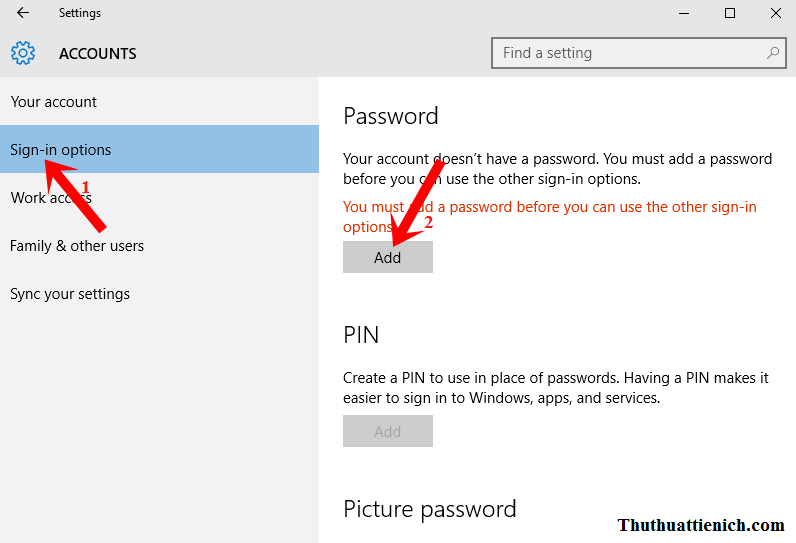 Settings
ACCOUNTS
Find a setting
Your account
Sign-in options
1
Work access
Family & other users
Sync your settings
Password
Your account doesn't have a password. You must add a password
before you can use the other sign-in options.
You must add a password before you can use the other sign-in
options
2
Add
PIN
Create a PIN to use in place of passwords. Having a PIN makes it
easier to sign in to Windows, apps, and services.
Add
Picture password
Thuthuattienich.com